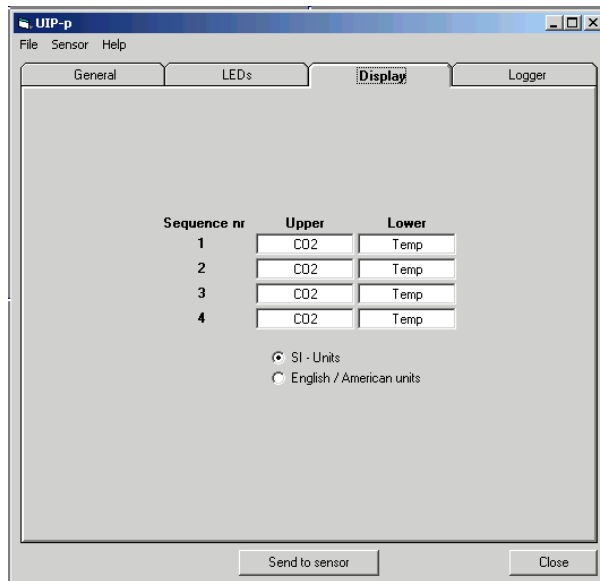 UIP-p
File Sensor Help
General LEDs Display Logger
Sequence nr Upper Lower
1 CO2 Temp
2 CO2 Temp
3 CO2 Temp
4 CO2 Temp
SI - Units
English / American units
Send to sensor Close